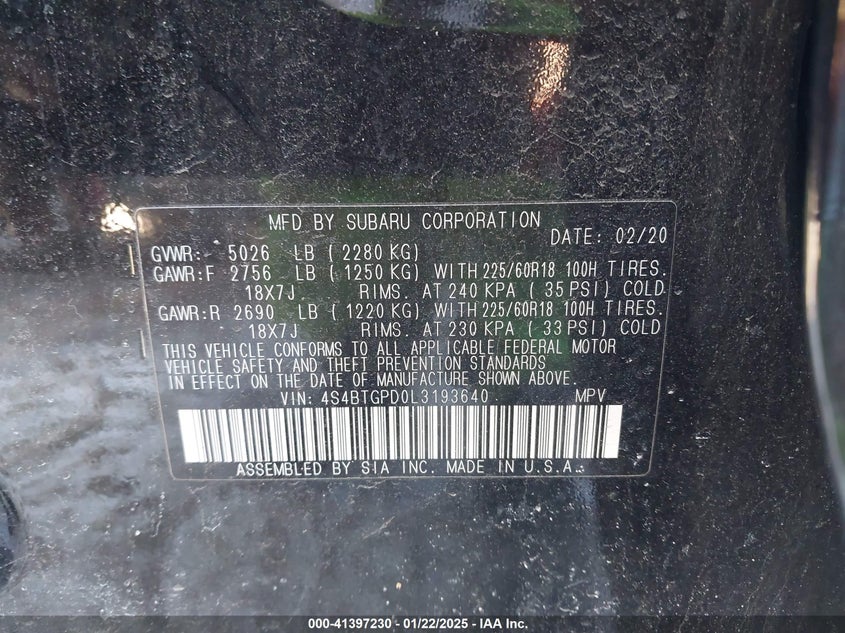 MFD BY SUBARU CORPORATION
DATE: 02/20
GVWR: 5026 LB ( 2280 KG)
GAWR:F 2756 LB ( 1250 KG) WITH 225/60R18 100H TIRES.
18X7J RIMS. AT 240 KPA ( 35 PSI) COLD
GAWR:R 2690 LB ( 1220 KG) WITH 225/60R18 100H TIRES.
18X7J RIMS. AT 230 KPA ( 33 PSI) COLD
THIS VEHICLE CONFORMS TO ALL APPLICABLE FEDERAL MOTOR
VEHICLE SAFETY AND THEFT PREVENTION STANDARDS
IN EFFECT ON THE DATE OF MANUFACTURE SHOWN ABOVE.
VIN: 4S4BTGPD0L3193640 MPV
ASSEMBLED BY SIA INC. MADE IN U.S.A.
000-41397230 - 01/22/2025 - IAA Inc.